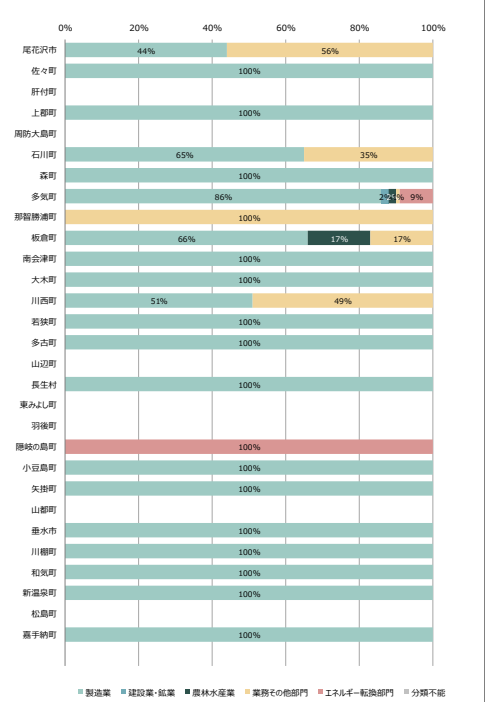 0% 20% 40% 60% 80% 100%
尾花沢市 44% 56%
佐々町 100%
肝付町
上郡町 100%
周防大島町
石川町 65% 35%
森町 100%
多気町 86% 2% 2% 1% 9%
那智勝浦町 100%
板倉町 66% 17% 17%
南会津町 100%
大木町 100%
川西町 51% 49%
若狭町 100%
多古町 100%
山辺町
長生村 100%
東みよし町
羽後町
隠岐の島町 100%
小豆島町 100%
矢掛町 100%
山都町
垂水市 100%
川棚町 100%
和気町 100%
新温泉町 100%
松島町
嘉手納町 100%
製造業 建設業・鉱業 農林水産業 業務その他部門 エネルギー転換部門 分類不能